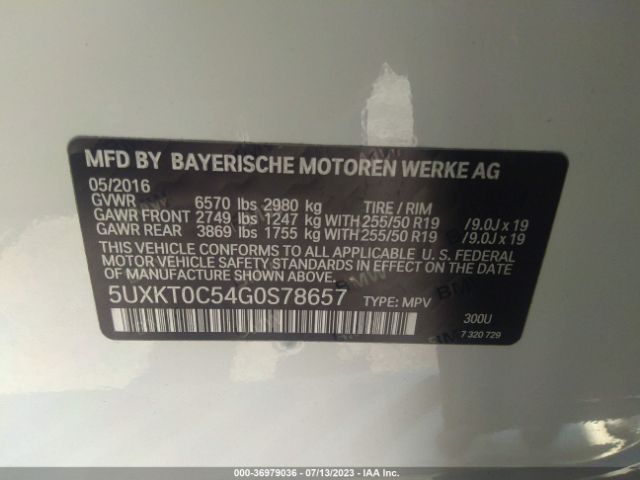 MFD BY BAYERISCHE MOTOREN WERKE AG
05/2016
GVWR 6570 lbs 2980 kg TIRE / RIM
GAWR FRONT 2749 lbs 1247 kg WITH 255/50 R19 /9.0J x 19
GAWR REAR 3869 lbs 1755 kg WITH 255/50 R19 /9.0J x 19
THIS VEHICLE CONFORMS TO ALL APPLICABLE U. S. FEDERAL
MOTOR VEHICLE SAFETY STANDARDS IN EFFECT ON THE
DATE OF MANUFACTURE SHOWN ABOVE.
5UXKT0C54G0S78657 TYPE: MPV
300U
7 320 729
000-36979036 / 07/13/2023 / IAA Inc.